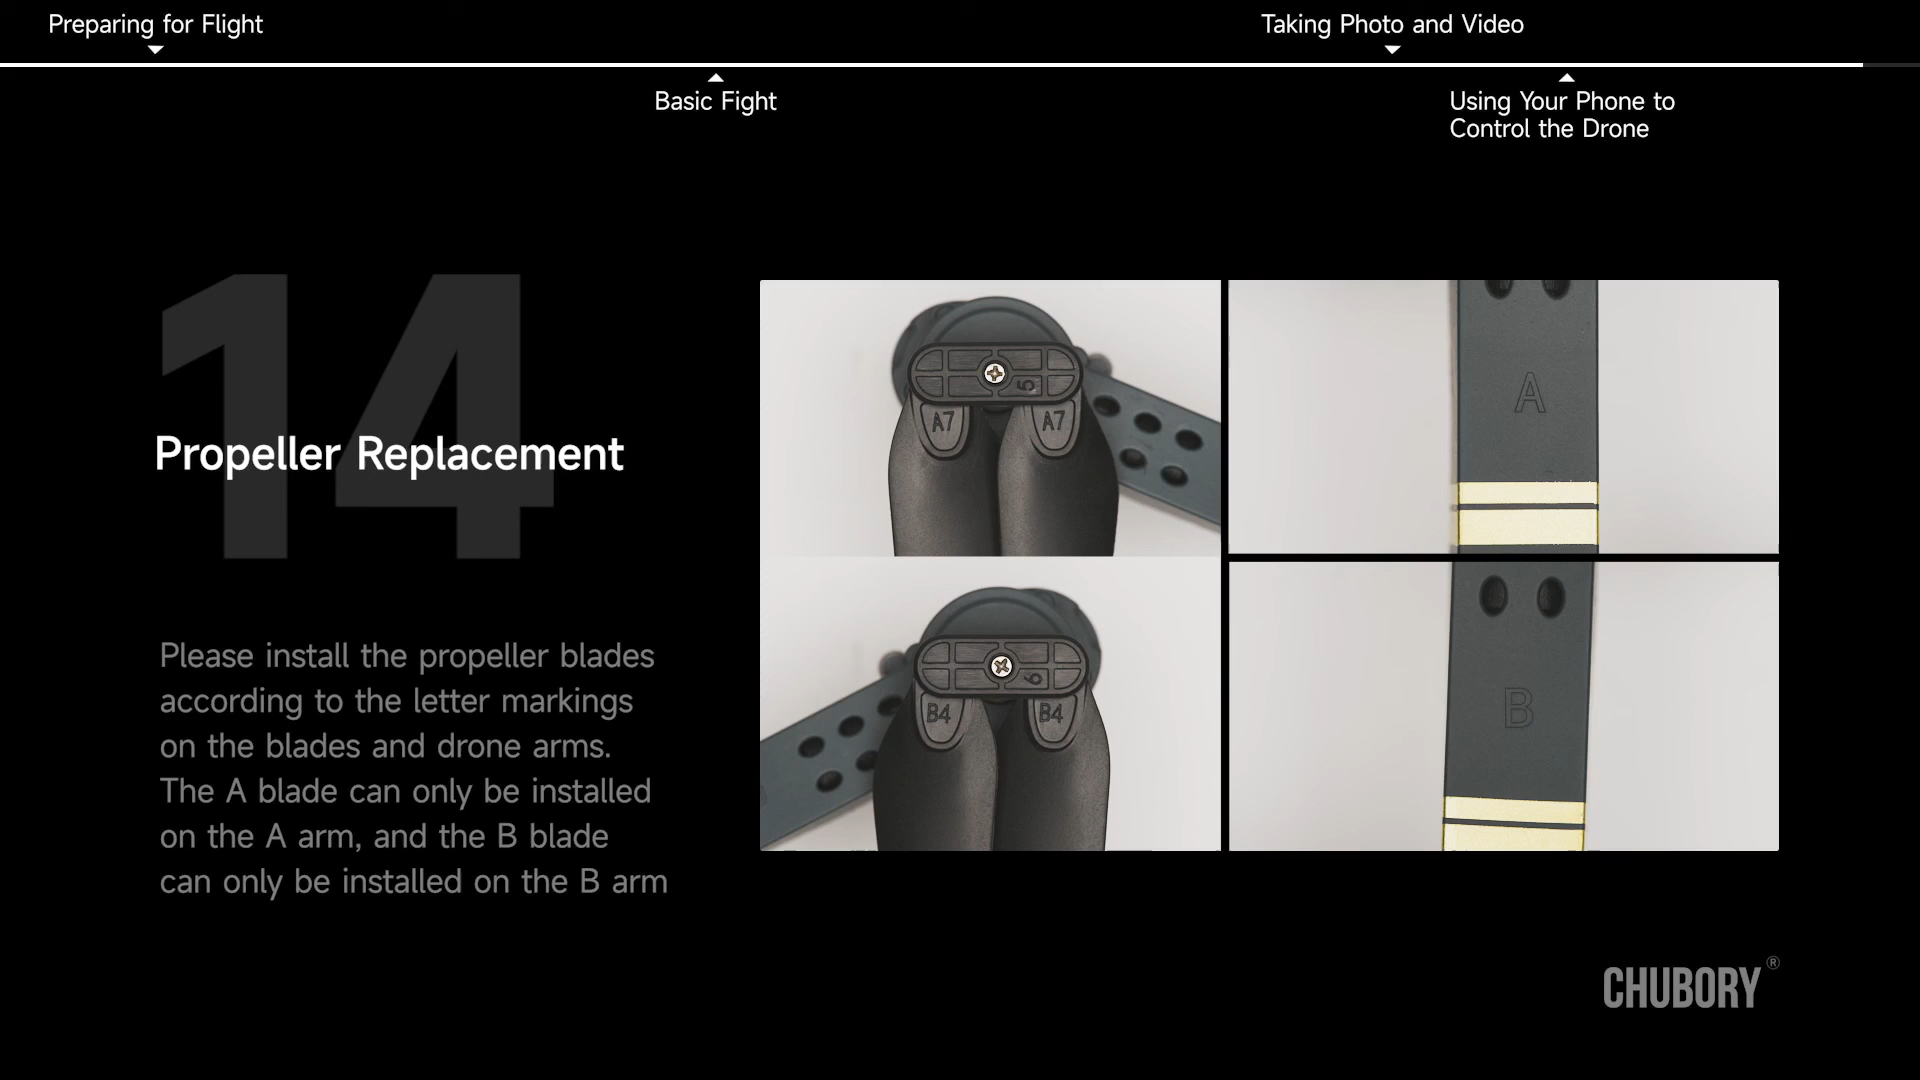 Preparing for Flight
Taking Photo and Video
Basic Fight
Using Your Phone to
Control the Drone
14
Propeller Replacement
Please install the propeller blades
according to the letter markings
on the blades and drone arms.
The A blade can only be installed
on the A arm, and the B blade
can only be installed on the B arm
5
A7 A7
A
6
B4 B4
B
CHUBORY®